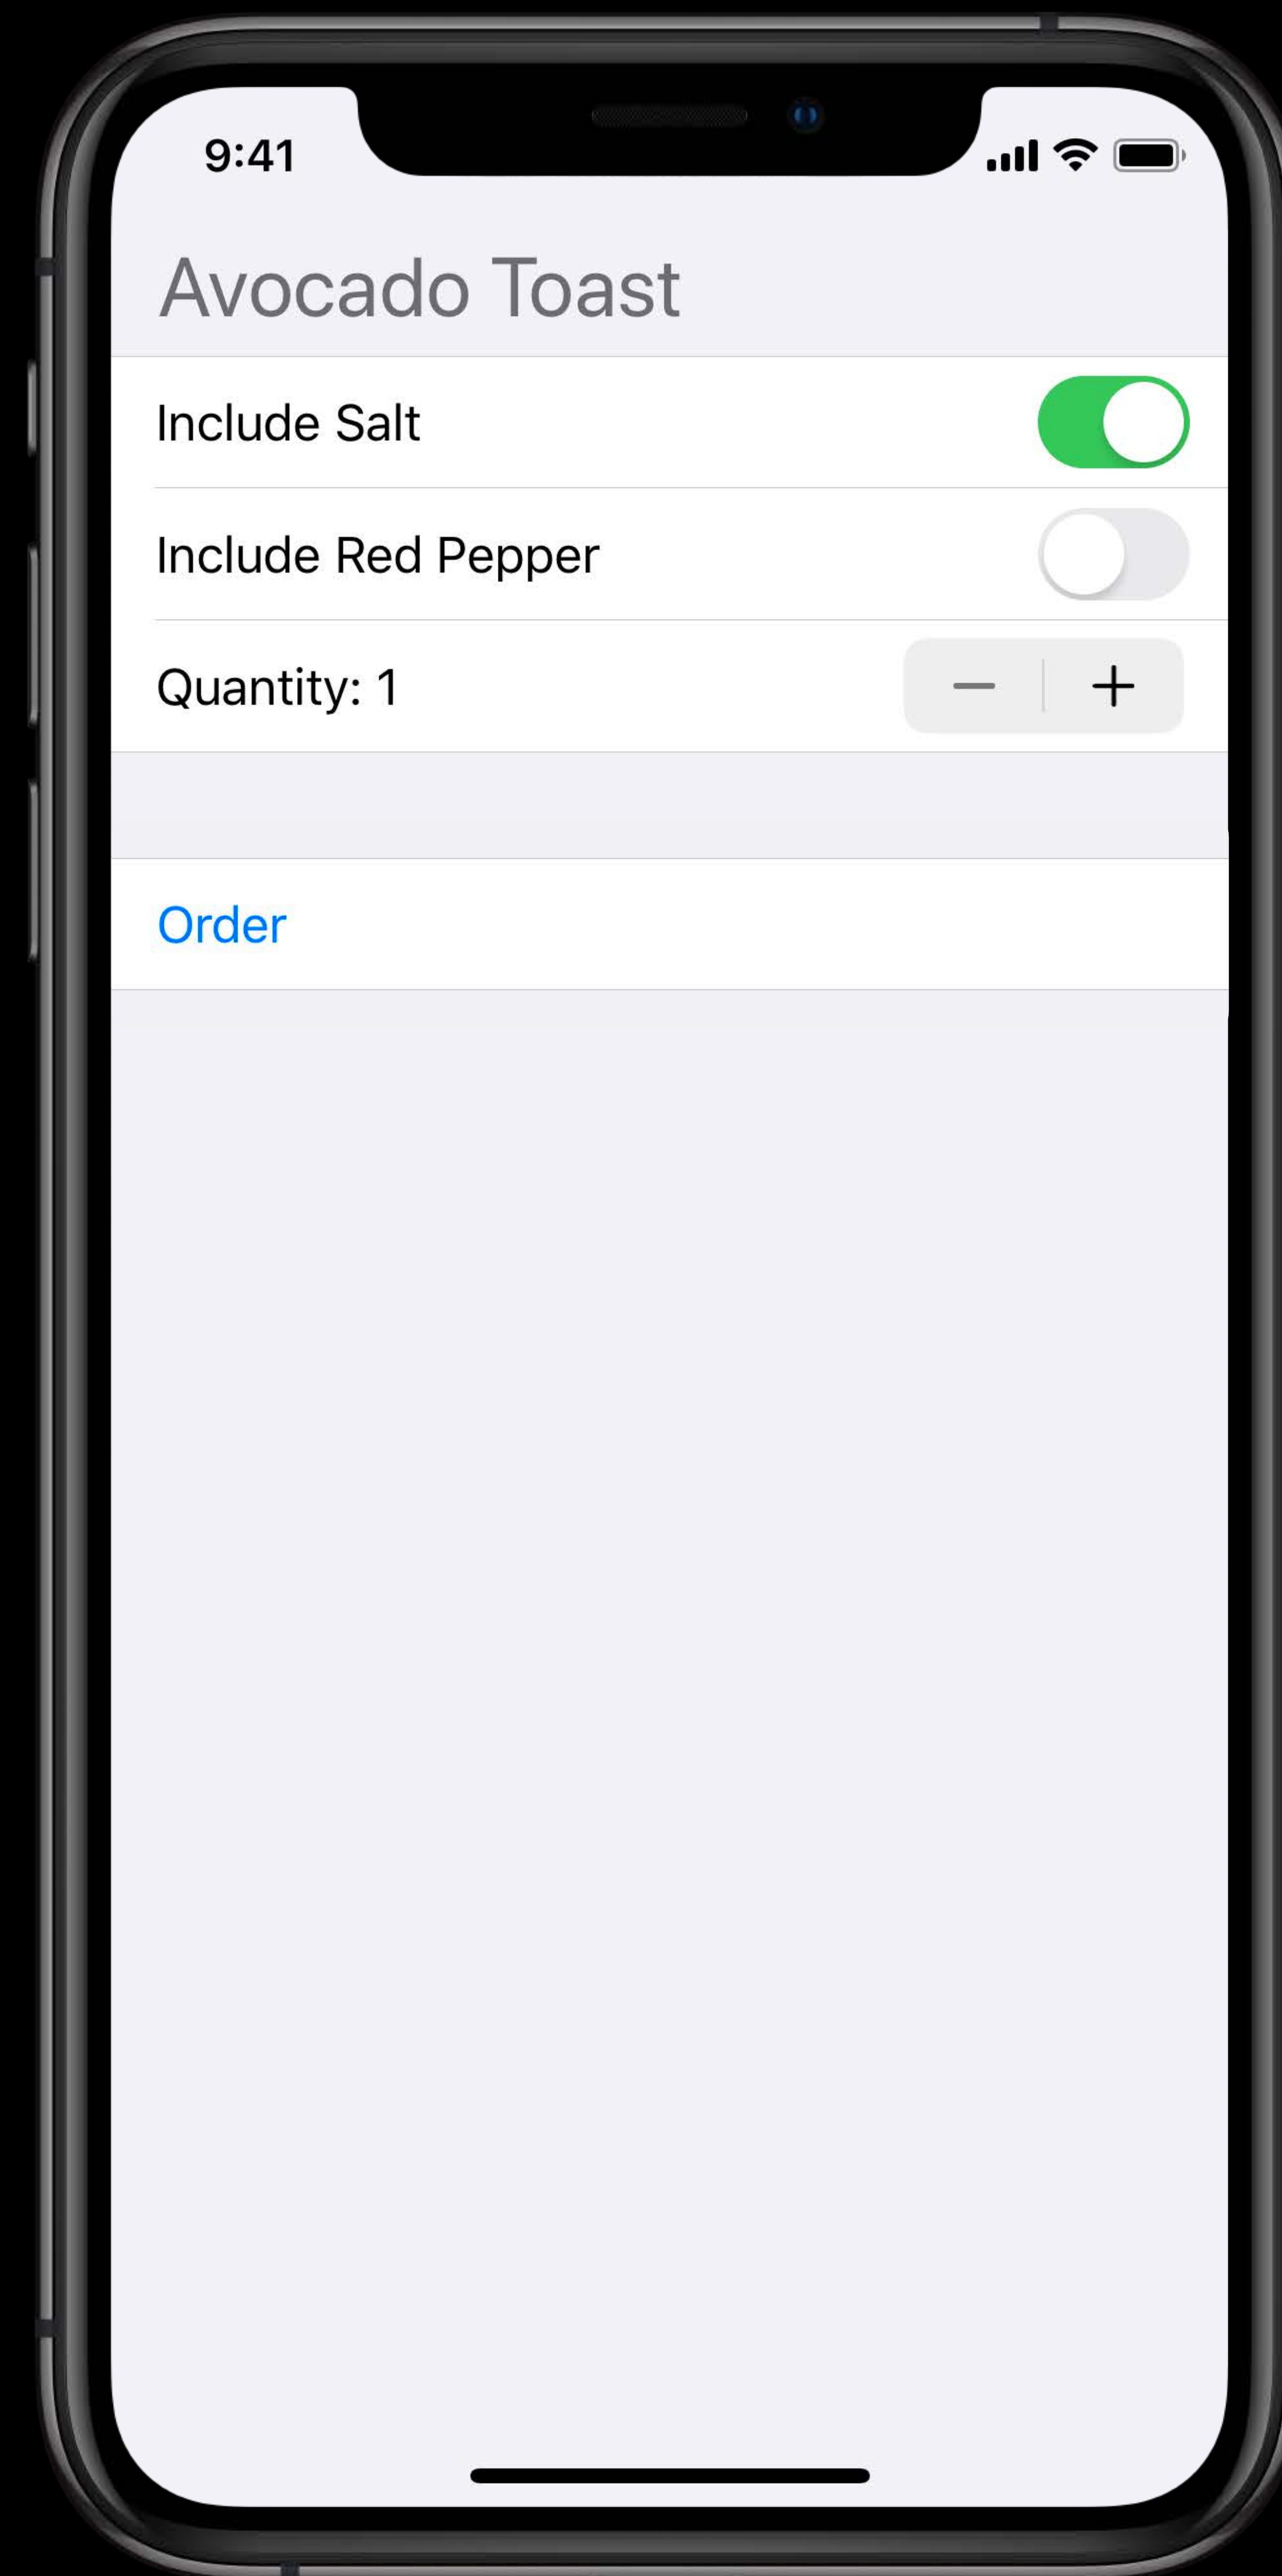 9:41
Avocado Toast
Include Salt
Include Red Pepper
Quantity: 1
Order